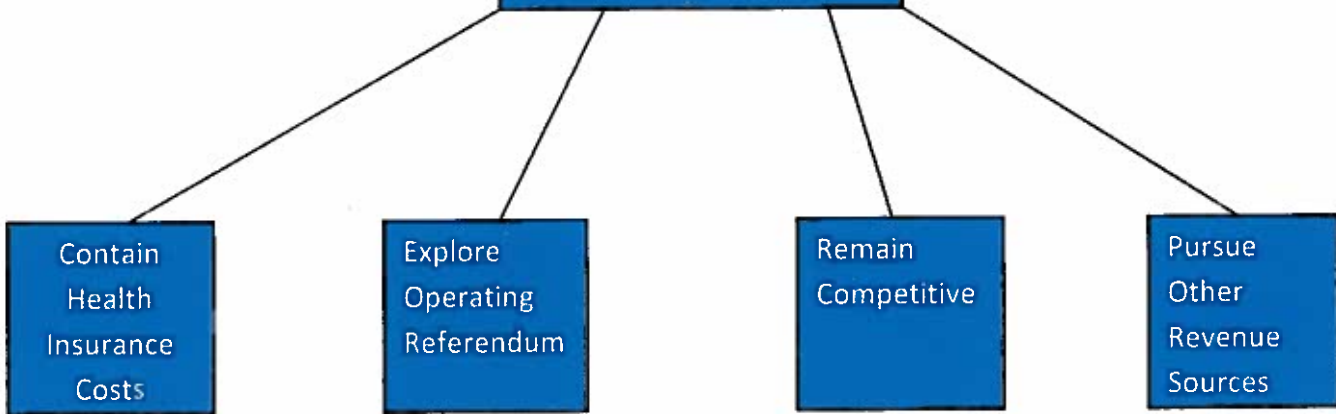 Contain
Health
Insurance
Costs
Explore
Operating
Referendum
Remain
Competitive
Pursue
Other
Revenue
Sources